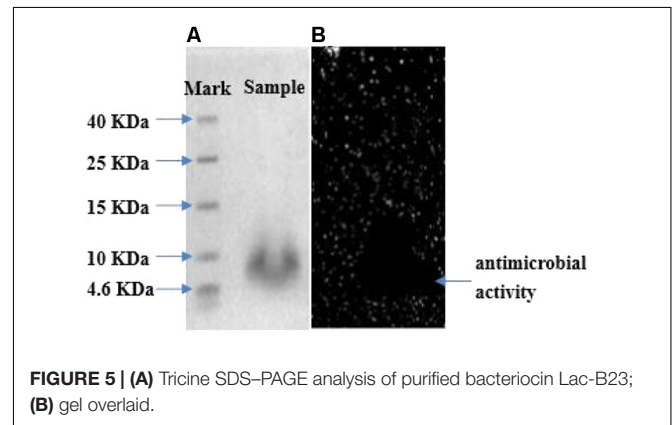 A B
Mark Sample
40 KDa
25 KDa
15 KDa
10 KDa
4.6 KDa
antimicrobial
activity
FIGURE 5 | (A) Tricine SDS–PAGE analysis of purified bacteriocin Lac-B23;
(B) gel overlaid.